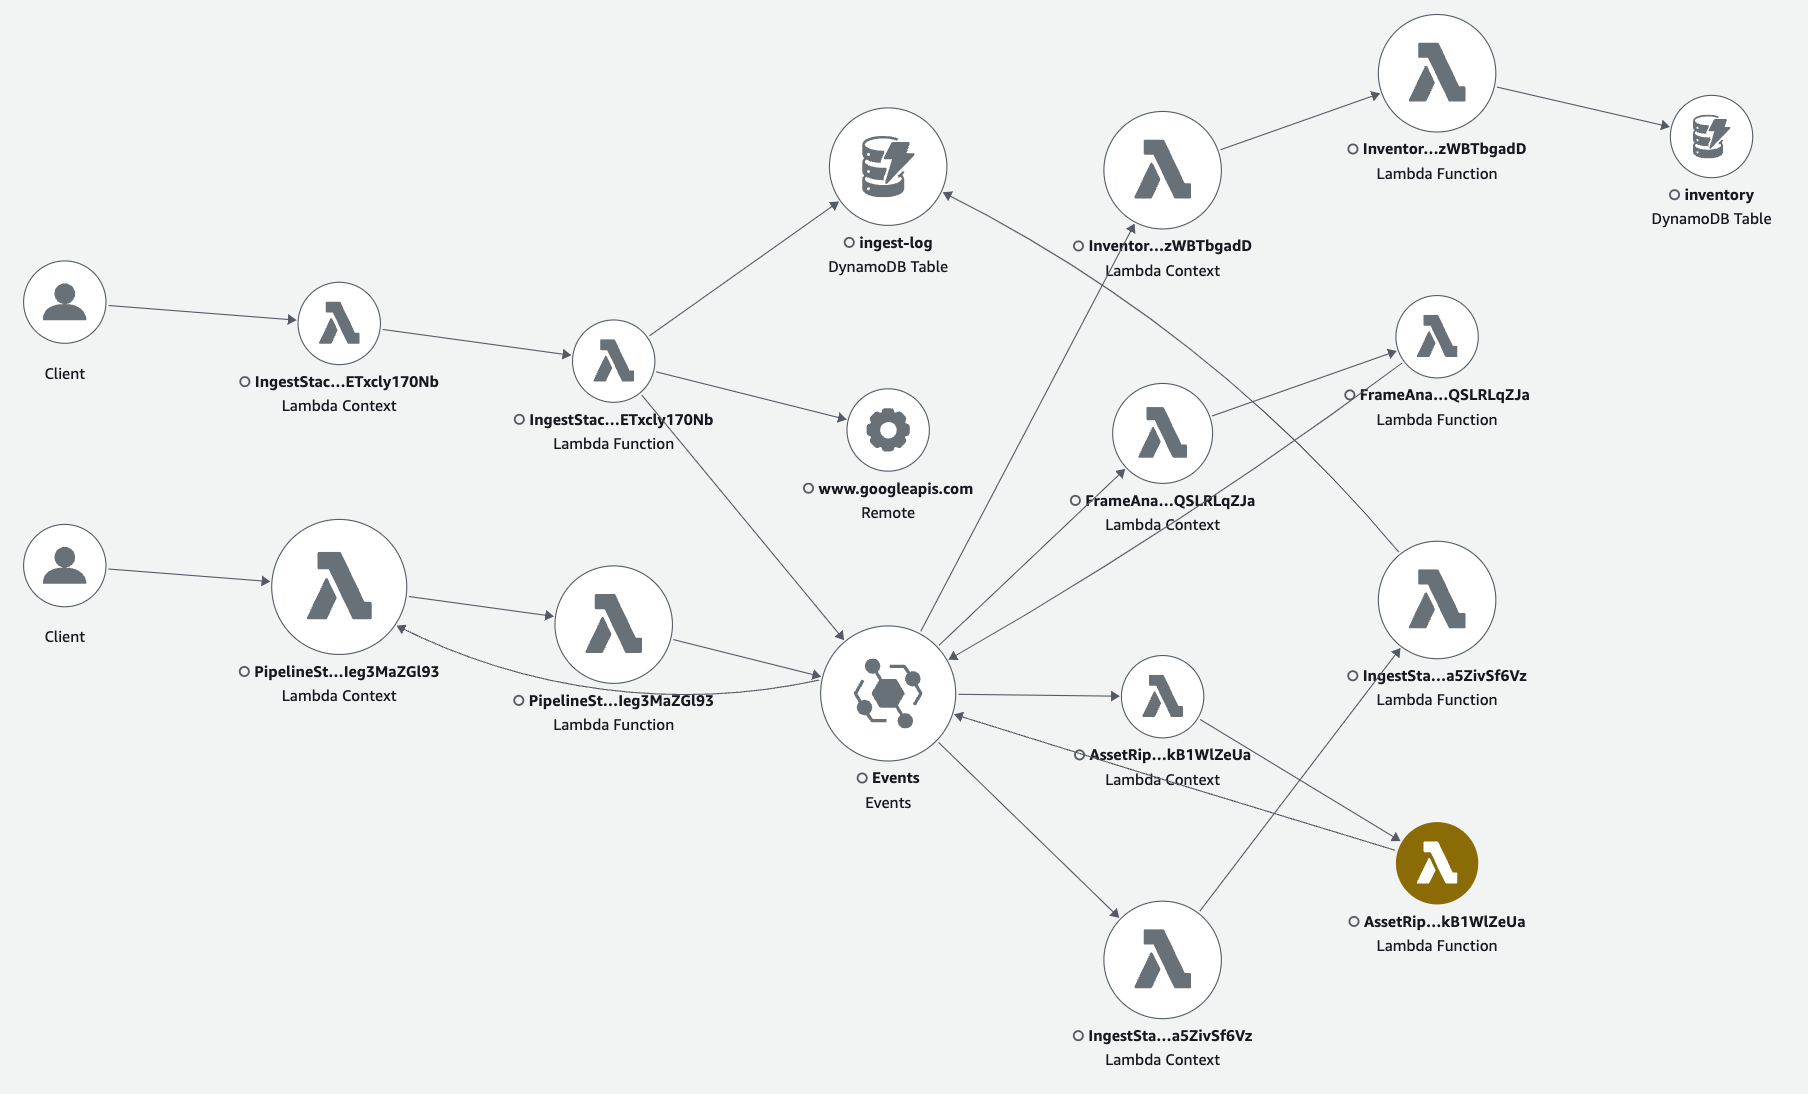 Client
IngestStac...ETxcly170Nb
Lambda Context
IngestStac...ETxcly170Nb
Lambda Function
ingest-log
DynamoDB Table
www.googleapis.com
Remote
Inventor...zWBTbgadD
Lambda Context
Inventor...zWBTbgadD
Lambda Function
inventory
DynamoDB Table
FrameAna...QSLRLqZJa
Lambda Context
FrameAna...QSLRLqZJa
Lambda Function
Client
PipelineSt...Ieg3MaZGl93
Lambda Context
PipelineSt...Ieg3MaZGl93
Lambda Function
Events
Events
AssetRip...kB1WlZeUa
Lambda Context
IngestSta...a5ZivSf6Vz
Lambda Function
AssetRip...kB1WlZeUa
Lambda Function
IngestSta...a5ZivSf6Vz
Lambda Context